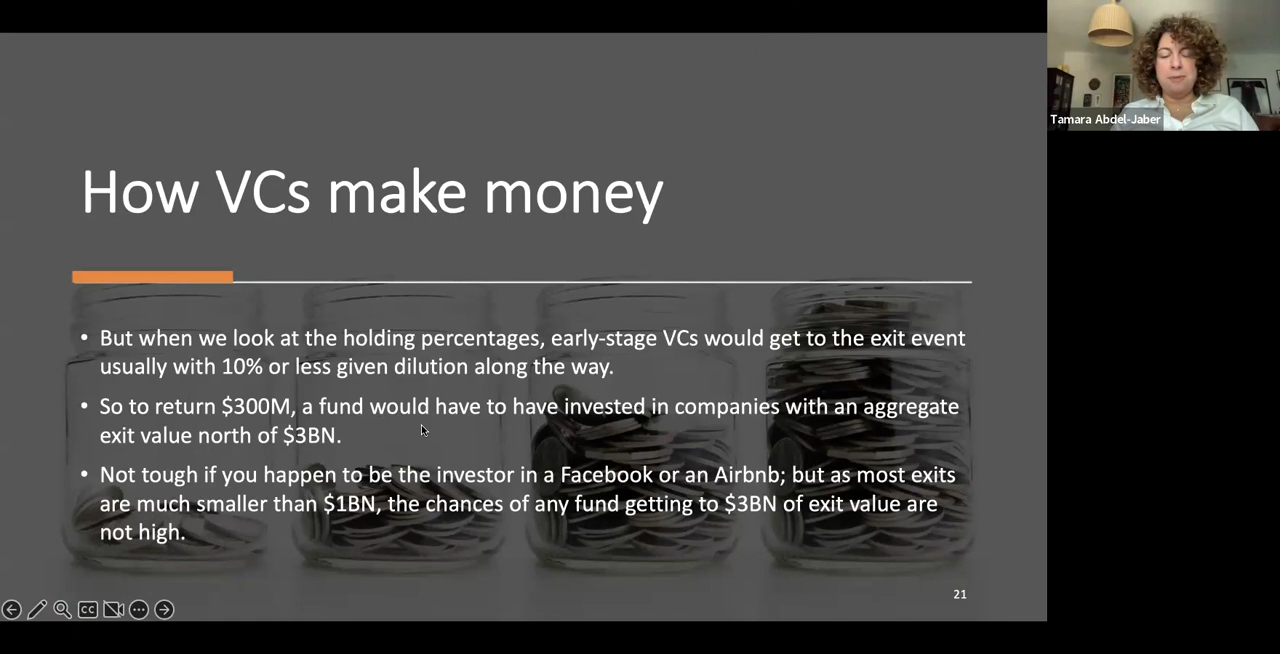 How VCs make money
• But when we look at the holding percentages, early-stage VCs would get to the exit event
usually with 10% or less given dilution along the way.
• So to return $300M, a fund would have to have invested in companies with an aggregate
exit value north of $3BN.
• Not tough if you happen to be the investor in a Facebook or an Airbnb; but as most exits
are much smaller than $1BN, the chances of any fund getting to $3BN of exit value are
not high.
21
CC
Tamara Abdel-Jaber